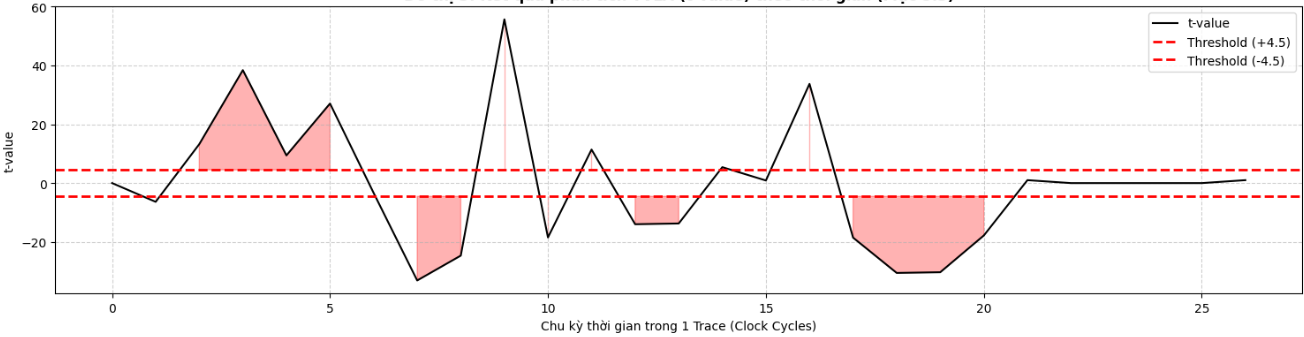 60
40
20
0
−20
t-value
t-value
Threshold (+4.5)
Threshold (-4.5)
0
5
10
15
20
25
Chu kỳ thời gian trong 1 Trace (Clock Cycles)